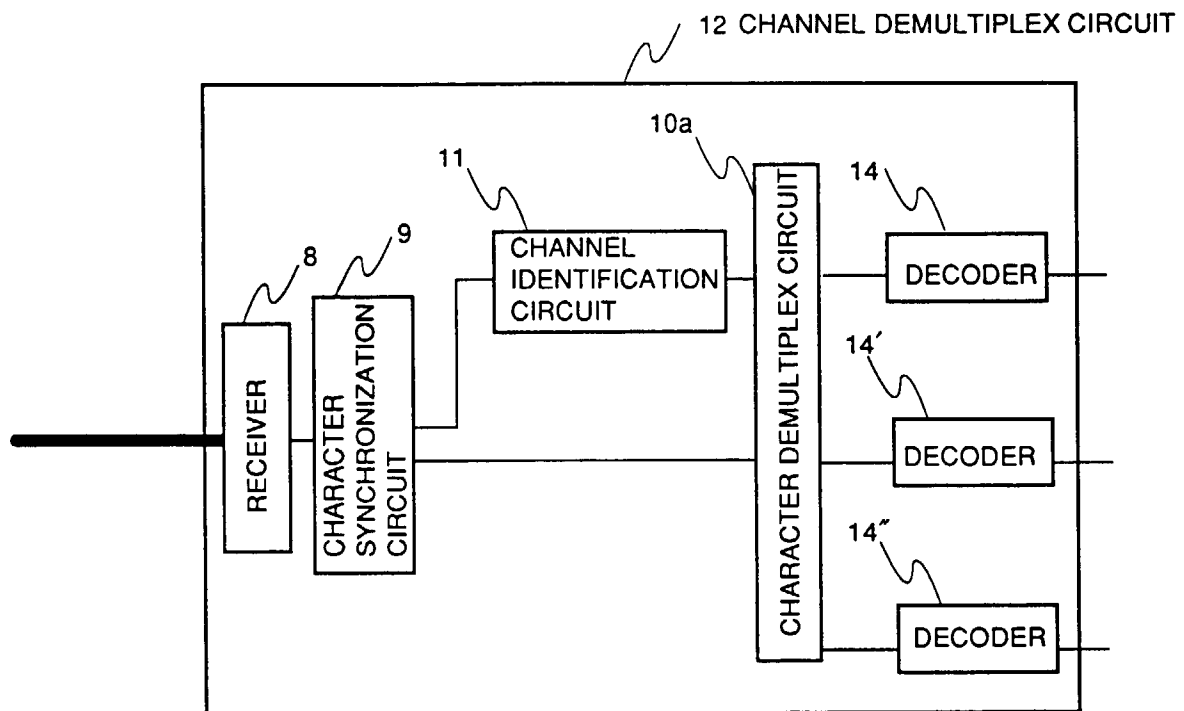 12 CHANNEL DEMULTIPLEX CIRCUIT
10a
11
14
9
8
CHANNEL
IDENTIFICATION
CIRCUIT
DECODER
RECEIVER
CHARACTER
SYNCHRONIZATION
CIRCUIT
CHARACTER DEMULTIPLEX CIRCUIT
14′
DECODER
14″
DECODER